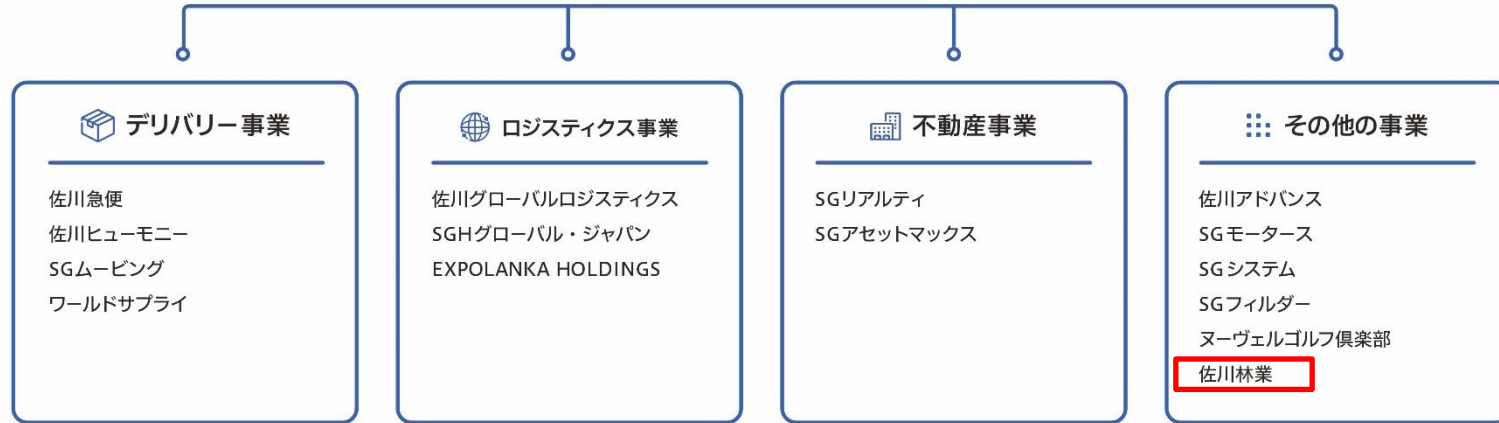 デリバリー事業
佐川急便
佐川ヒューモニー
SGムービング
ワールドサプライ
ロジスティクス事業
佐川グローバルロジスティクス
SGHグローバル・ジャパン
EXPOLANKA HOLDINGS
不動産事業
SGリアルティ
SGアセットマックス
その他の事業
佐川アドバンス
SGモータース
SGシステム
SGフィルダー
ヌーヴェルゴルフ倶楽部
佐川林業